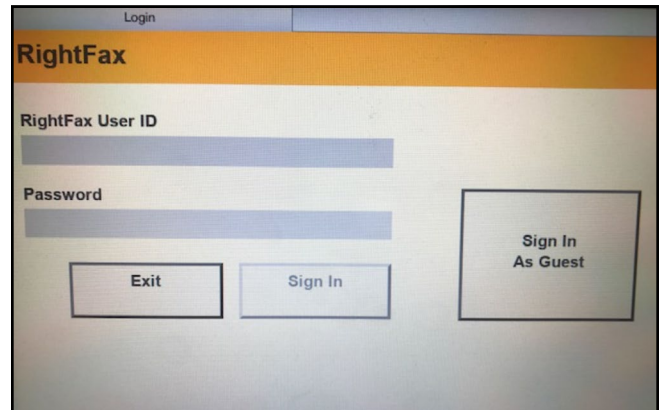 Login
RightFax
RightFax User ID
Password
Exit
Sign In
Sign In
As Guest